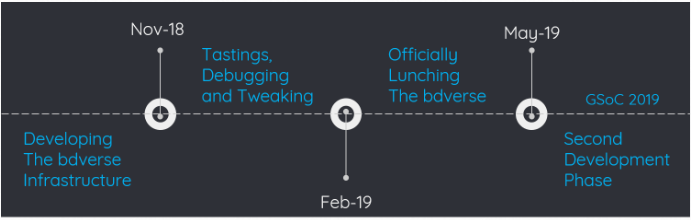 Nov-18
May-19
Tastings,
Debugging
and Tweaking
Officially
Lunching
The bdverse
GSoC 2019
Developing
The bdverse
Infrastructure
Second
Development
Phase
Feb-19